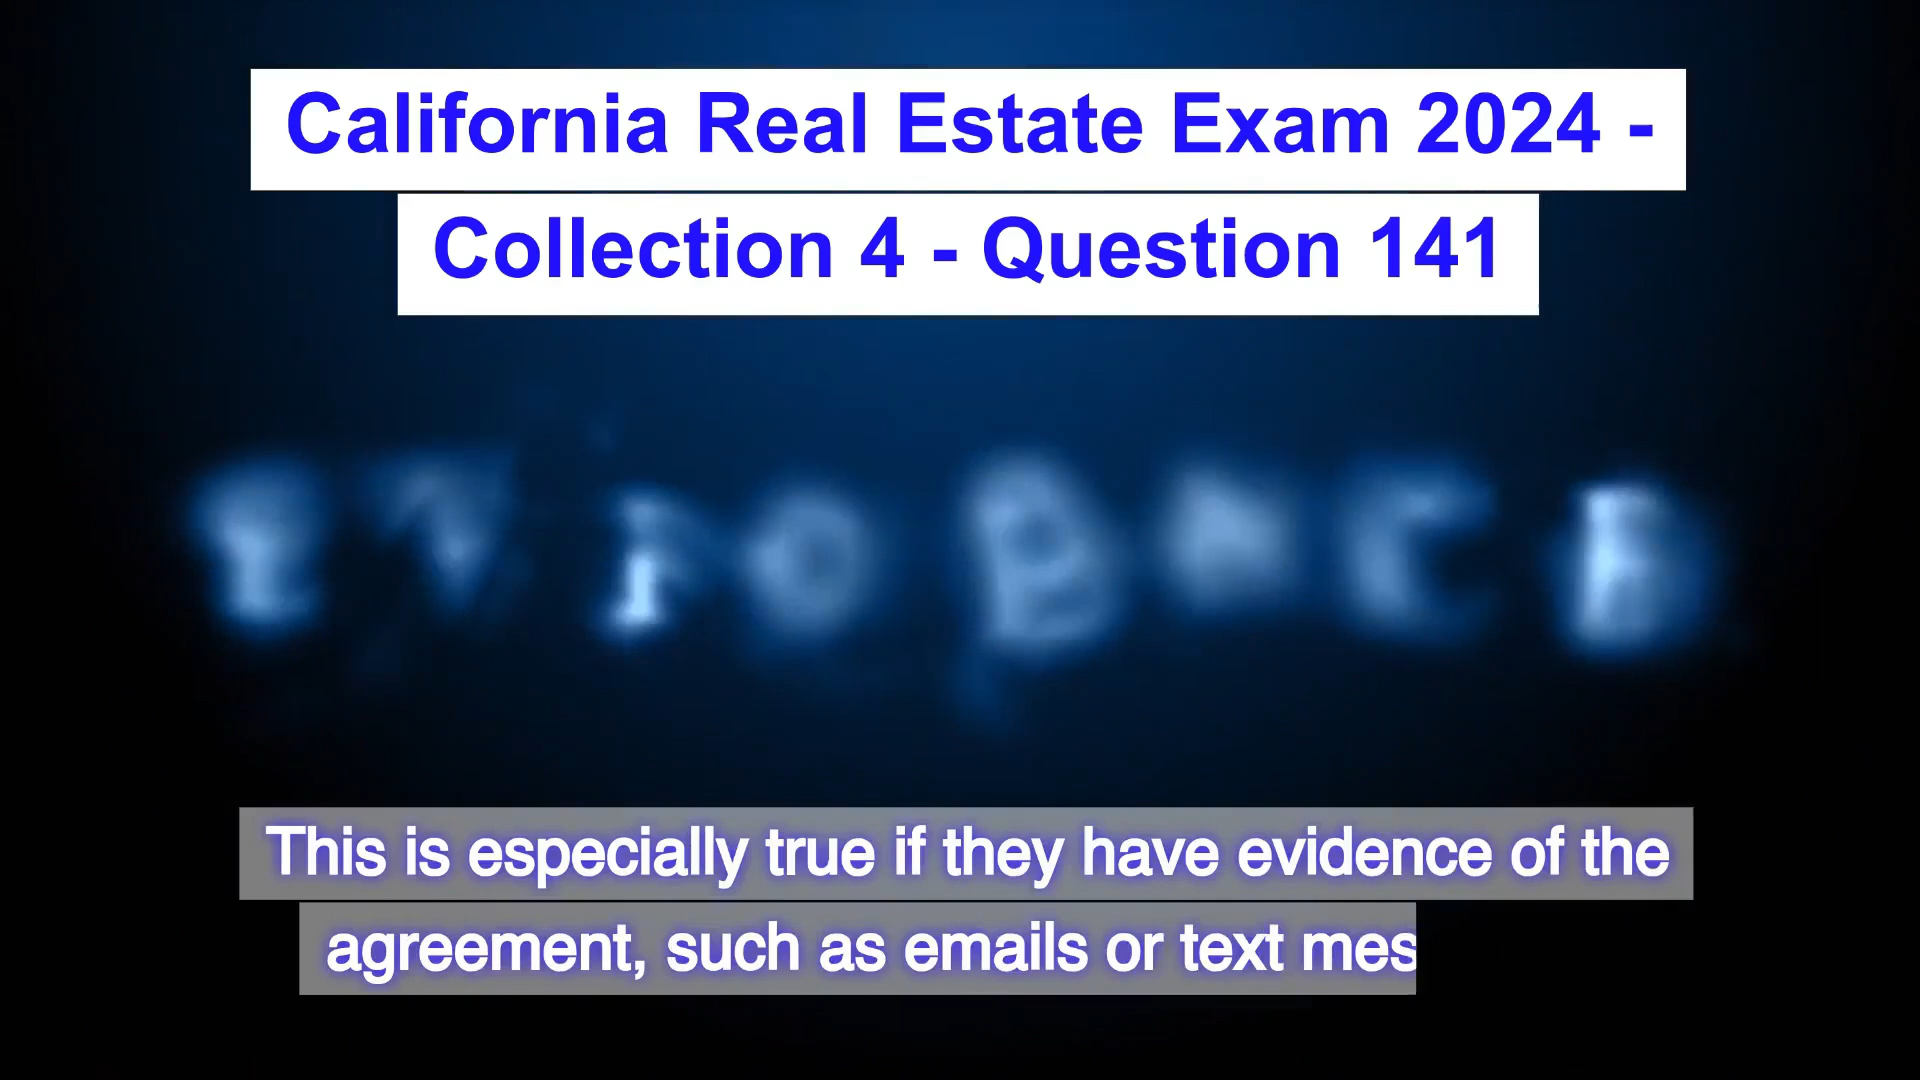 California Real Estate Exam 2024 -
Collection 4 - Question 141
This is especially true if they have evidence of the
agreement, such as emails or text mes